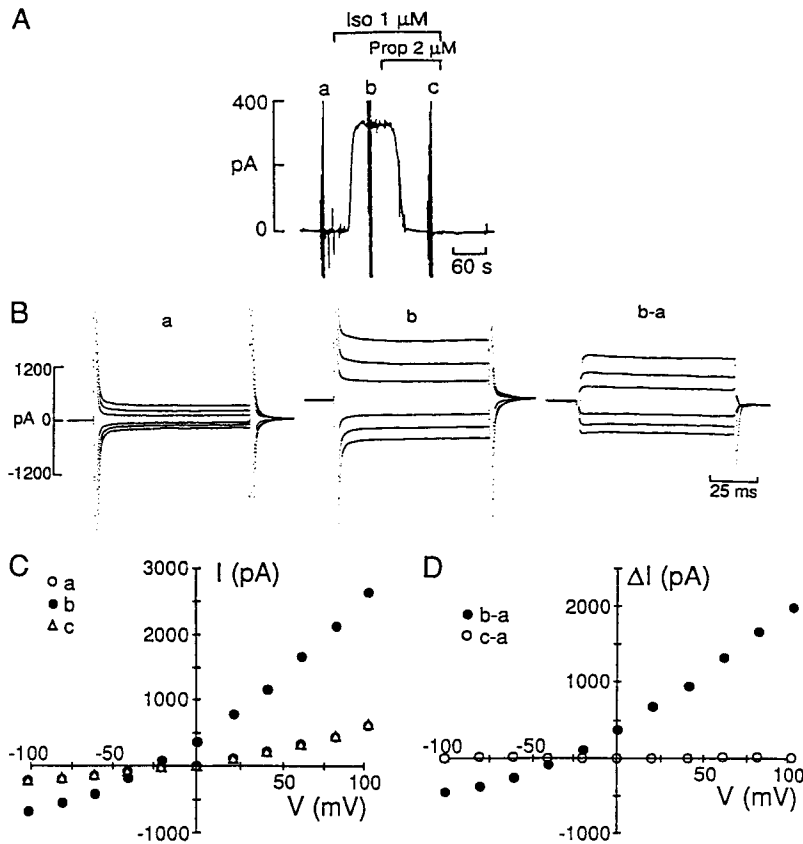 A
Iso 1 µM
Prop 2 µM
a b c
400
pA
0
60 s
B
a b b-a
1200
pA 0
-1200
25 ms
C
I (pA)
a
b
c
3000
2000
1000
-100 -50 50 100
V (mV)
-1000
D
ΔI (pA)
b-a
c-a
2000
1000
-100 -50 50 100
V (mV)
-1000